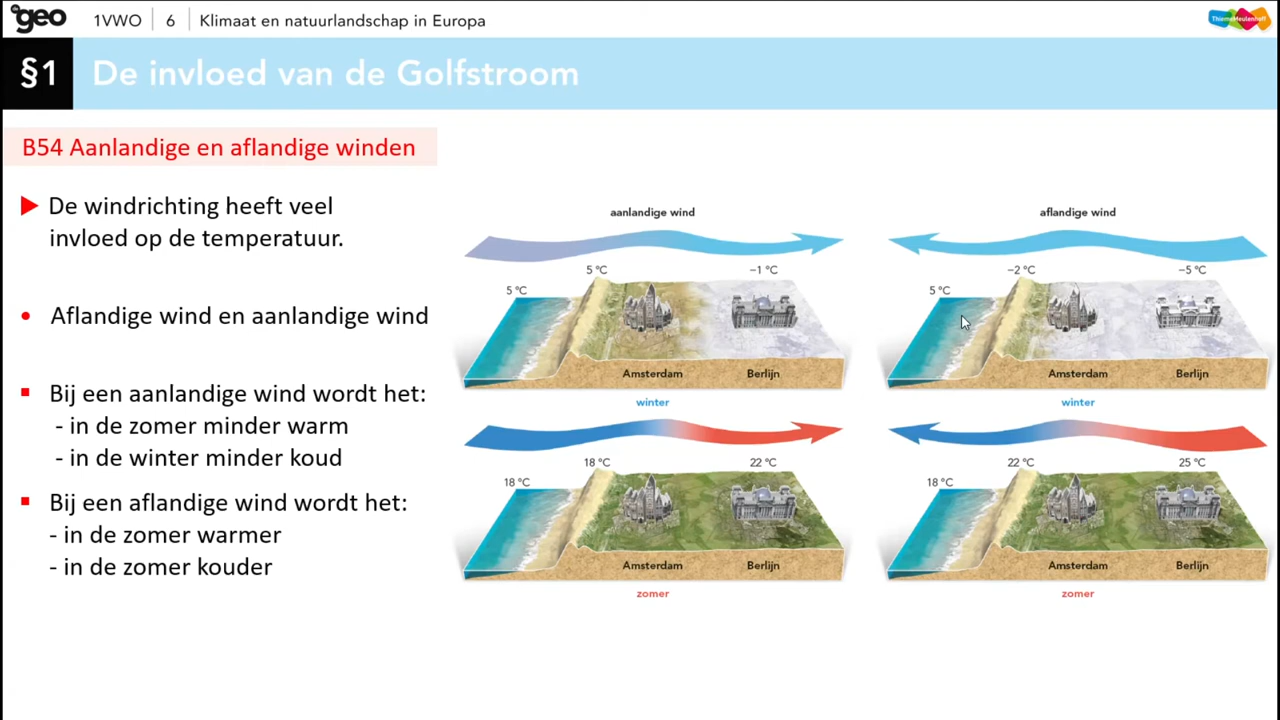 de geo
1VWO
6
Klimaat en natuurlandschap in Europa
ThiemeMeulenhoff
§1
De invloed van de Golfstroom
B54 Aanlandige en aflandige winden
De windrichting heeft veel
invloed op de temperatuur.
• Aflandige wind en aanlandige wind
Bij een aanlandige wind wordt het:
- in de zomer minder warm
- in de winter minder koud
Bij een aflandige wind wordt het:
- in de zomer warmer
- in de zomer kouder
aanlandige wind
5 °C
5 °C
–1 °C
Amsterdam
Berlijn
winter
aflandige wind
5 °C
–2 °C
–5 °C
Amsterdam
Berlijn
winter
18 °C
18 °C
22 °C
Amsterdam
Berlijn
zomer
18 °C
22 °C
25 °C
Amsterdam
Berlijn
zomer